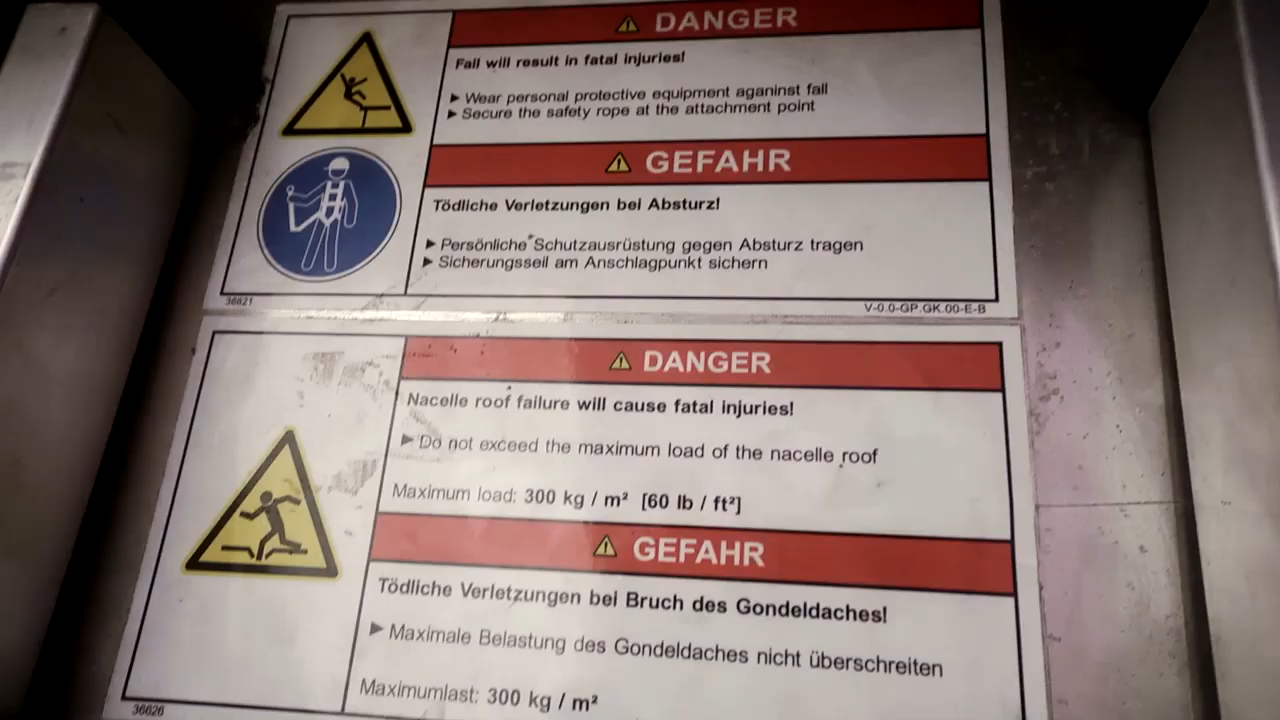 DANGER
Fall will result in fatal injuries!
► Wear personal protective equipment aganinst fall
► Secure the safety rope at the attachment point
GEFAHR
Tödliche Verletzungen bei Absturz!
► Persönliche Schutzausrüstung gegen Absturz tragen
► Sicherungsseil am Anschlagpunkt sichern
36621
V-0.0-GP.GK.00-E-B
DANGER
Nacelle roof failure will cause fatal injuries!
► Do not exceed the maximum load of the nacelle roof
Maximum load: 300 kg / m² [60 lb / ft²]
GEFAHR
Tödliche Verletzungen bei Bruch des Gondeldaches!
► Maximale Belastung des Gondeldaches nicht überschreiten
Maximumlast: 300 kg / m²
36626